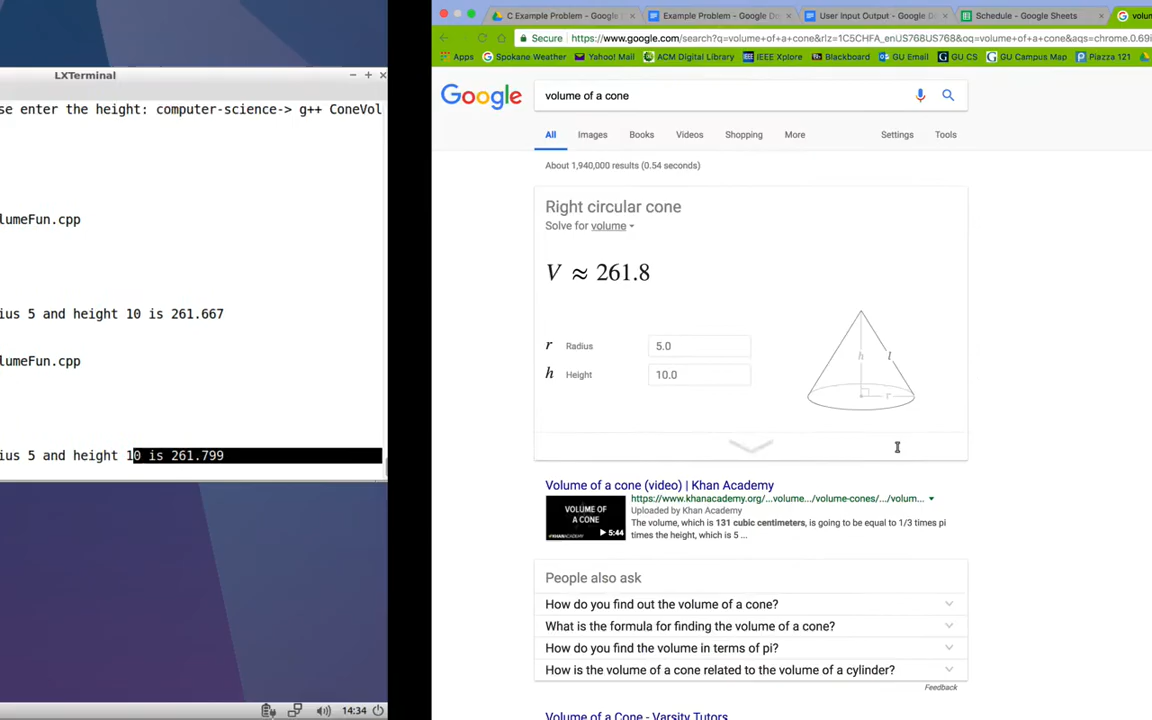 LXTerminal
se enter the height: computer-science-> g++ ConeVol
lumeFun.cpp
ius 5 and height 10 is 261.667
lumeFun.cpp
ius 5 and height 10 is 261.799
14:34
C Example Problem - Google
Example Problem - Google Do
User Input Output - Google D
Schedule - Google Sheets
volum
Secure
https://www.google.com/search?q=volume+of+a+cone&rlz=1C5CHFA_enUS768US768&oq=volume+of+a+cone&aqs=chrome.0.69i
Apps
Spokane Weather
Yahoo! Mail
ACM Digital Library
IEEE Xplore
Blackboard
GU Email
GU CS
GU Campus Map
Piazza 121
Google
volume of a cone
All
Images
Books
Videos
Shopping
More
Settings
Tools
About 1,940,000 results (0.54 seconds)
Right circular cone
Solve for volume
V ≈ 261.8
r Radius 5.0
h Height 10.0
h
l
r
Volume of a cone (video) | Khan Academy
https://www.khanacademy.org/...volume.../volume-cones/.../volum...
Uploaded by Khan Academy
The volume, which is 131 cubic centimeters, is going to be equal to 1/3 times pi
times the height, which is 5 ...
VOLUME OF
A CONE
5:44
People also ask
How do you find out the volume of a cone?
What is the formula for finding the volume of a cone?
How do you find the volume in terms of pi?
How is the volume of a cone related to the volume of a cylinder?
Feedback
Volume of a Cone - Varsity Tutors